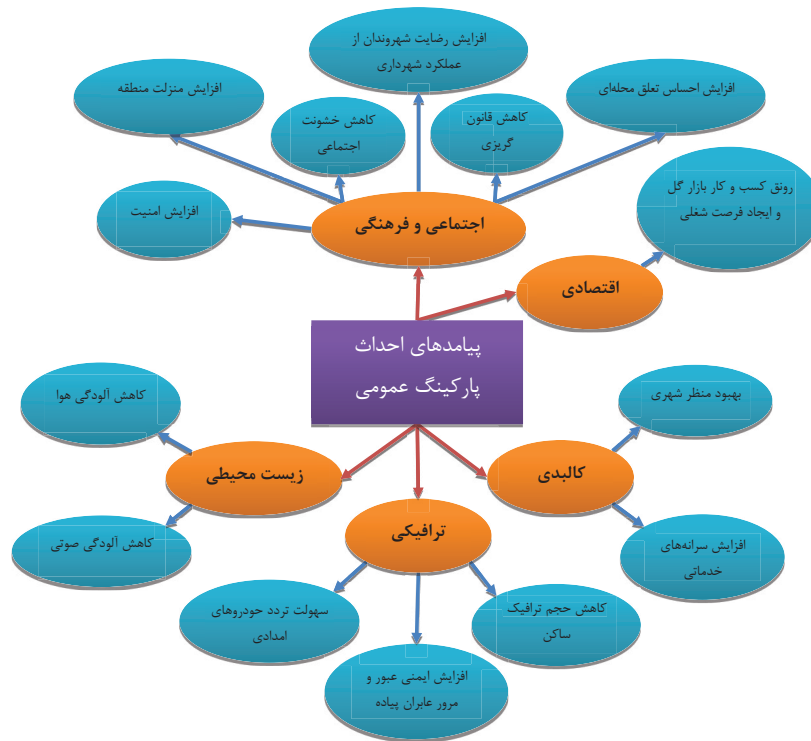 افزایش رضایت شهروندان از
عملکرد شهرداری
افزایش منزلت منطقه
کاهش خشونت
اجتماعی
کاهش قانون
گریزی
افزایش احساس تعلق محله‌ای
افزایش امنیت
اجتماعی و فرهنگی
رونق کسب و کار بازار گل
و ایجاد فرصت شغلی
اقتصادی
پیامدهای احداث
پارکینگ عمومی
کاهش آلودگی هوا
زیست محیطی
کاهش آلودگی صوتی
بهبود منظر شهری
کالبدی
افزایش سرانه‌های
خدماتی
ترافیکی
سهولت تردد حودروهای
امدادی
افزایش ایمنی عبور و
مرور عابران پیاده
کاهش حجم ترافیک
ساکن